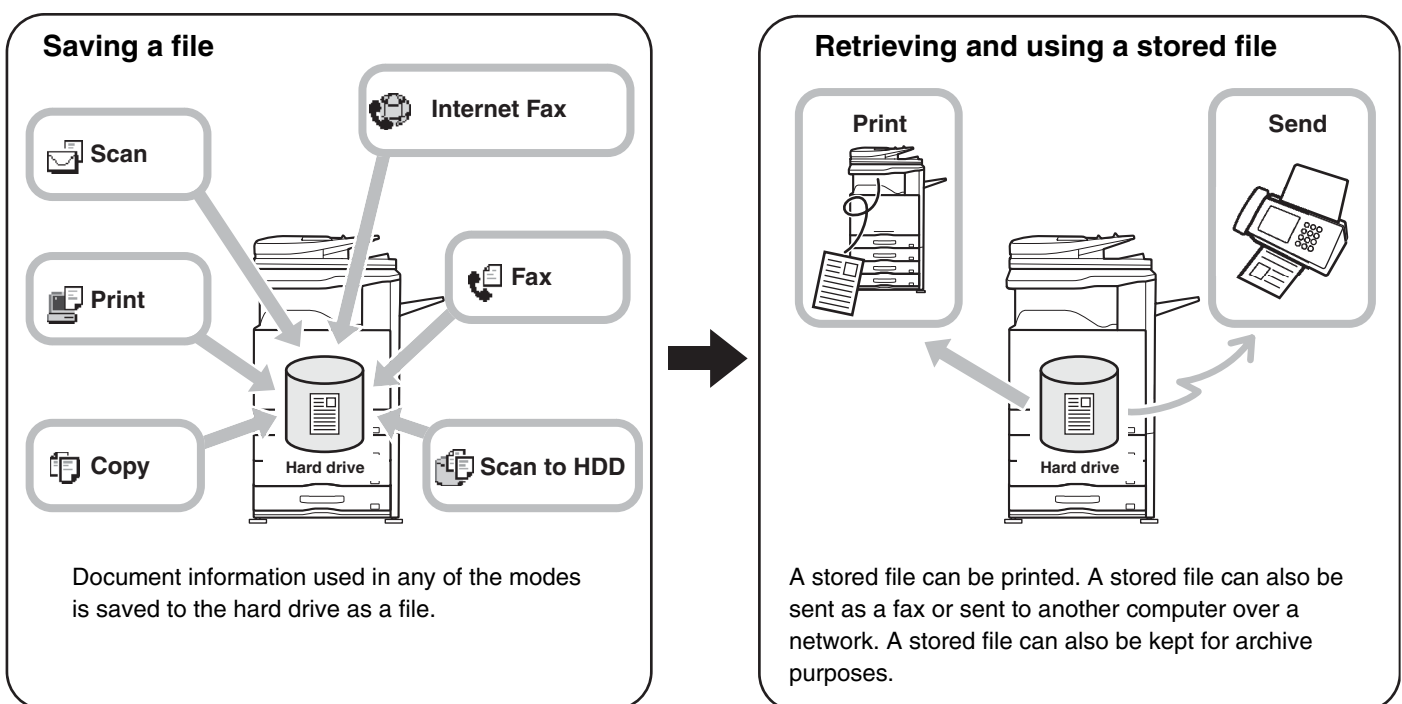 Saving a file
Internet Fax
Scan
Fax
Print
Copy
Hard drive
Scan to HDD
Document information used in any of the modes
is saved to the hard drive as a file.
Retrieving and using a stored file
Print
Send
Hard drive
A stored file can be printed. A stored file can also be
sent as a fax or sent to another computer over a
network. A stored file can also be kept for archive
purposes.